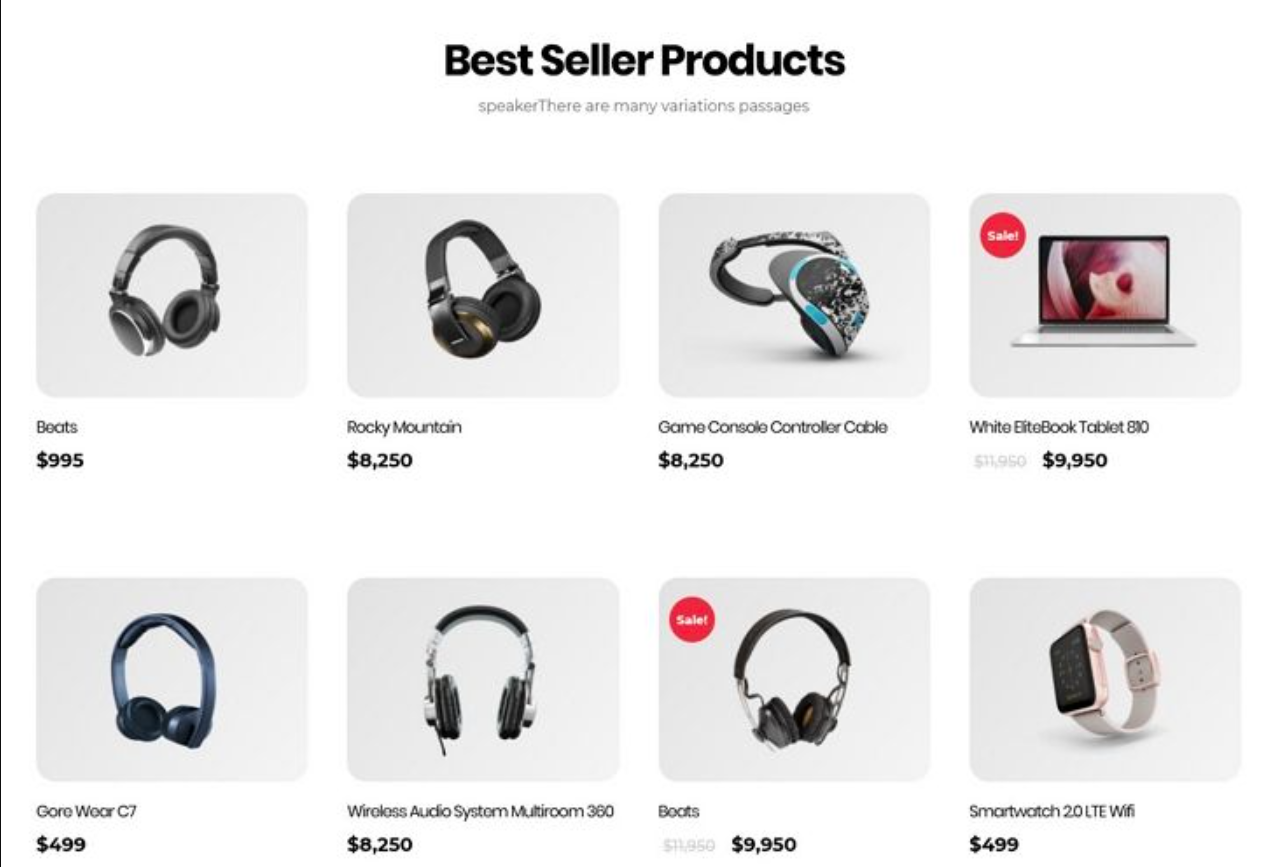 Best Seller Products
speakerThere are many variations passages
Sale!
Beats
Rocky Mountain
Game Console Controller Cable
White EliteBook Tablet 810
$995
$8,250
$8,250
$11,950 $9,950
Sale!
Gore Wear C7
Wireless Audio System Multiroom 360
Beats
Smartwatch 2.0 LTE Wifi
$499
$8,250
$11,950 $9,950
$499